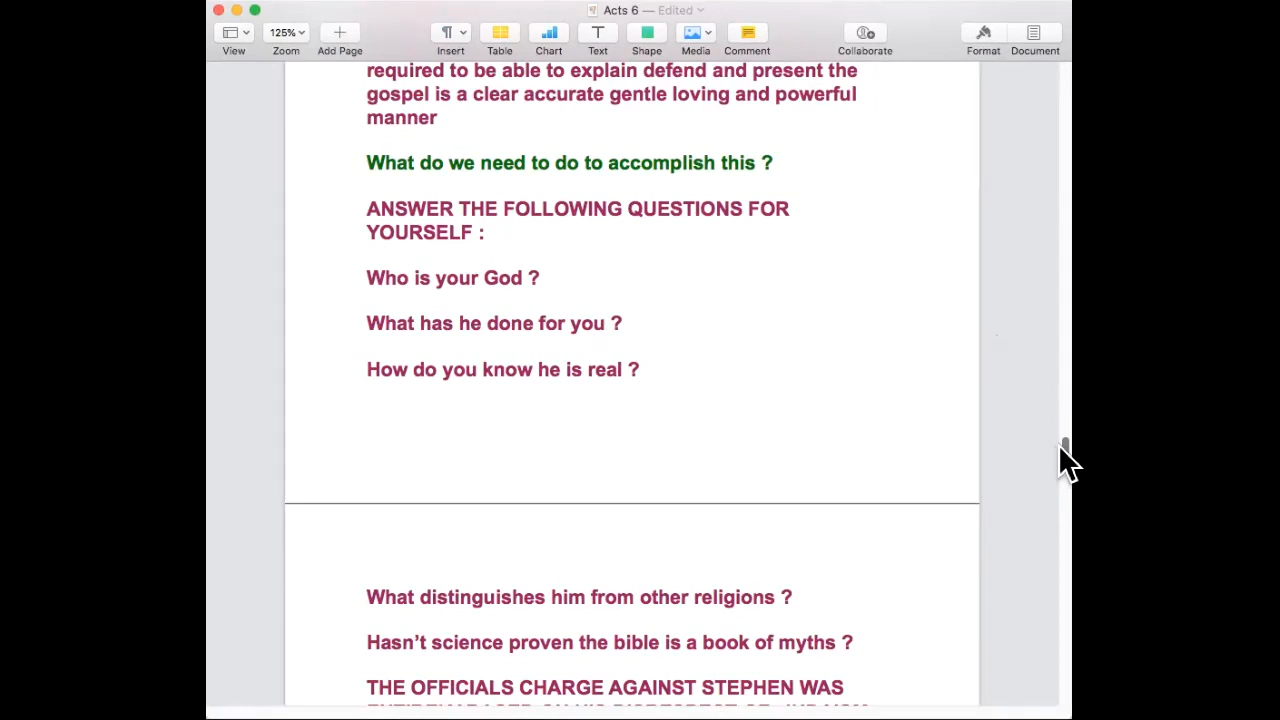 Acts 6 — Edited
125%
View Zoom Add Page Insert Table Chart Text Shape Media Comment Collaborate Format Document
required to be able to explain defend and present the
gospel is a clear accurate gentle loving and powerful
manner
What do we need to do to accomplish this ?
ANSWER THE FOLLOWING QUESTIONS FOR
YOURSELF :
Who is your God ?
What has he done for you ?
How do you know he is real ?
What distinguishes him from other religions ?
Hasn't science proven the bible is a book of myths ?
THE OFFICIALS CHARGE AGAINST STEPHEN WAS